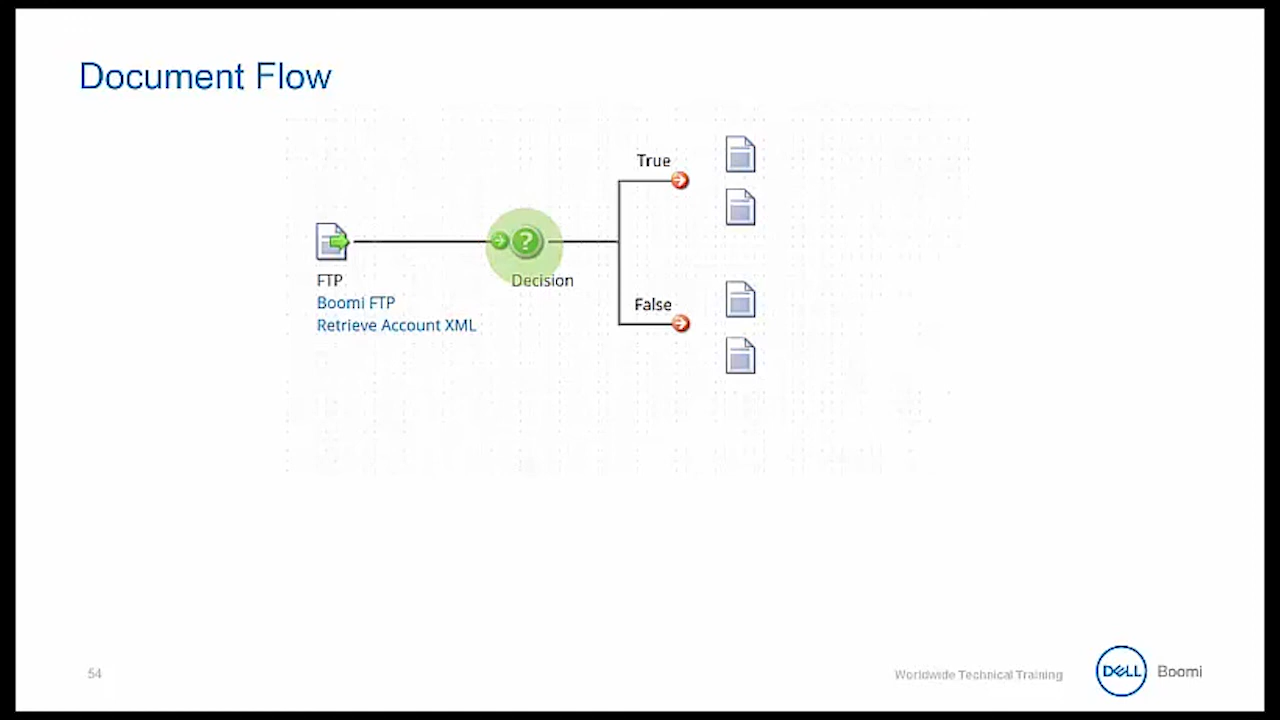 Document Flow
True
?
FTP
Decision
Boomi FTP
False
Retrieve Account XML
54
Worldwide Technical Training
DELL
Boomi